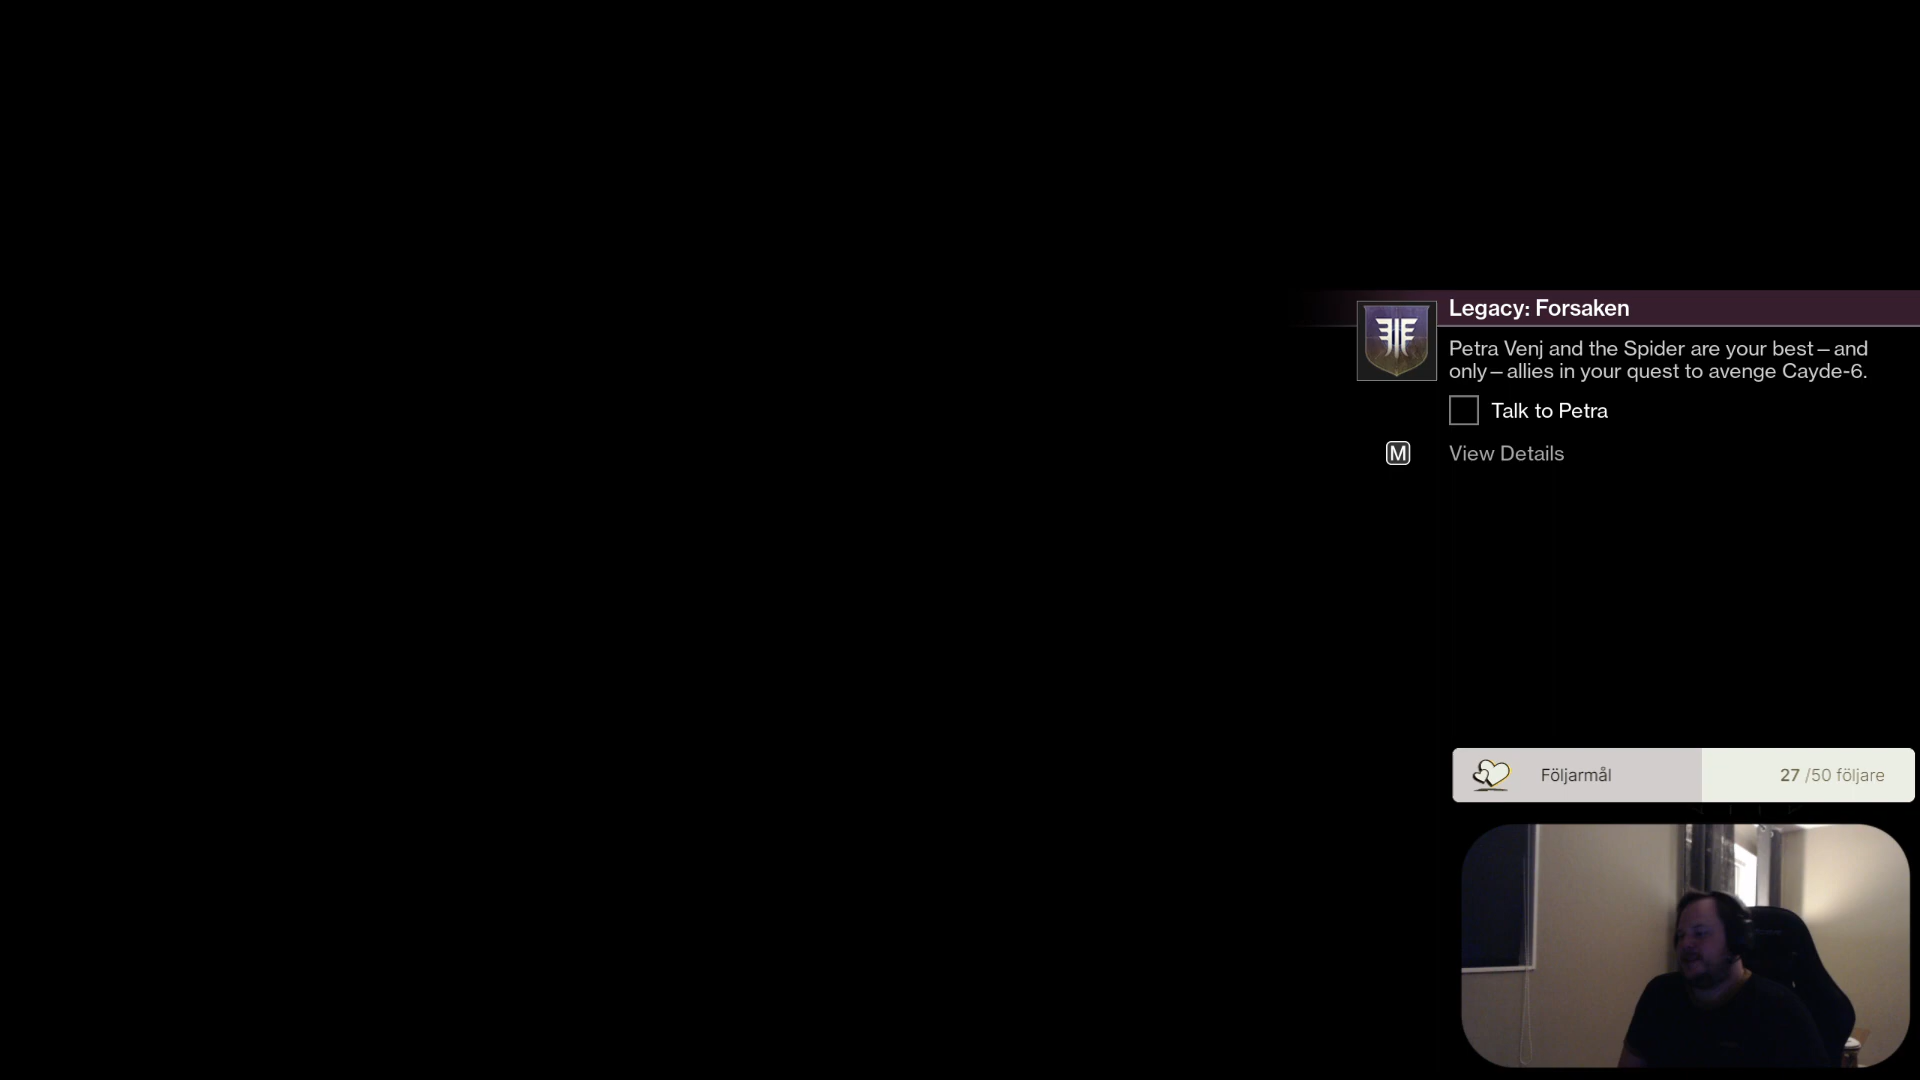 Legacy: Forsaken
Petra Venj and the Spider are your best—and
only—allies in your quest to avenge Cayde-6.
Talk to Petra
M View Details
Följarmål 27 /50 följare